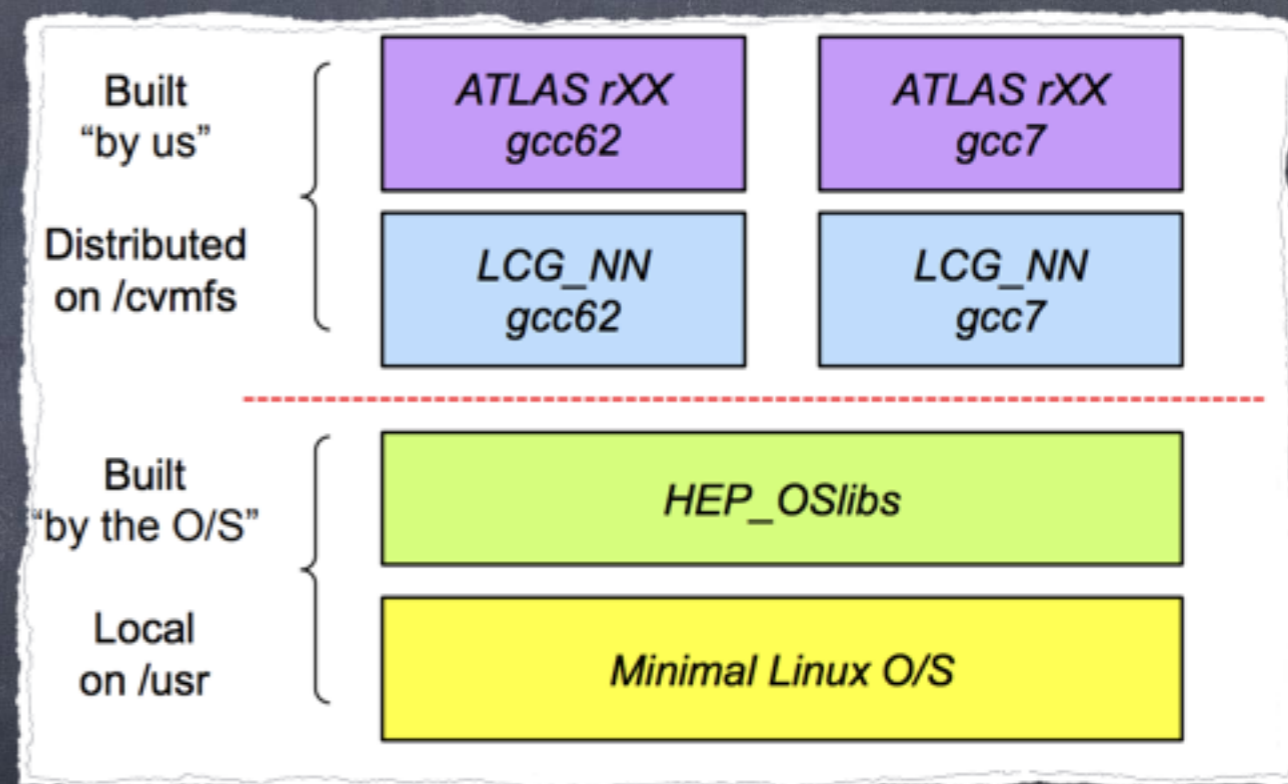 Built
“by us”
Distributed
on /cvmfs
ATLAS rXX
gcc62
ATLAS rXX
gcc7
LCG_NN
gcc62
LCG_NN
gcc7
Built
“by the O/S”
Local
on /usr
HEP_OSlibs
Minimal Linux O/S